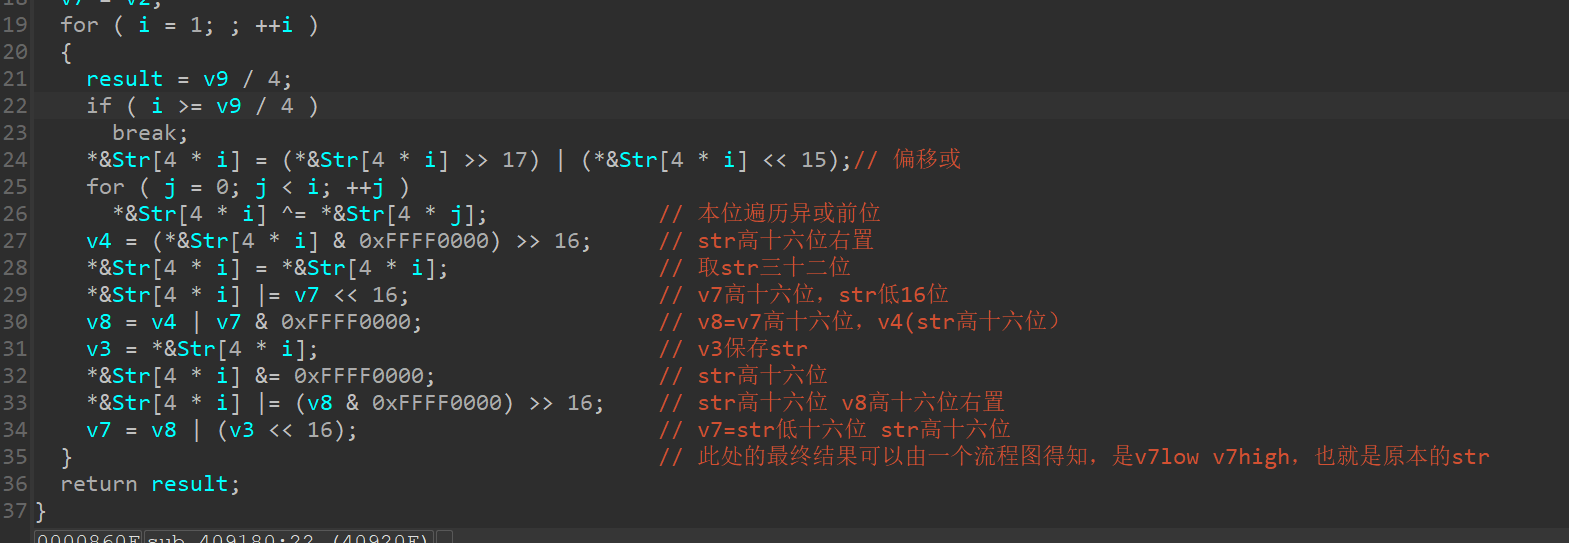 18 v7 = v2;
19 for ( i = 1; ; ++i )
20 {
21 result = v9 / 4;
22 if ( i >= v9 / 4 )
23 break;
24 *&Str[4 * i] = (*&Str[4 * i] >> 17) | (*&Str[4 * i] << 15);// 偏移或
25 for ( j = 0; j < i; ++j )
26 *&Str[4 * i] ^= *&Str[4 * j]; // 本位遍历异或前位
27 v4 = (*&Str[4 * i] & 0xFFFF0000) >> 16; // str高十六位右置
28 *&Str[4 * i] = *&Str[4 * i]; // 取str三十二位
29 *&Str[4 * i] |= v7 << 16; // v7高十六位，str低16位
30 v8 = v4 | v7 & 0xFFFF0000; // v8=v7高十六位，v4(str高十六位）
31 v3 = *&Str[4 * i]; // v3保存str
32 *&Str[4 * i] &= 0xFFFF0000; // str高十六位
33 *&Str[4 * i] |= (v8 & 0xFFFF0000) >> 16; // str高十六位 v8高十六位右置
34 v7 = v8 | (v3 << 16); // v7=str低十六位 str高十六位
35 } // 此处的最终结果可以由一个流程图得知，是v7low v7high，也就是原本的str
36 return result;
37 }
0000860F sub_409180:22 (40920F)